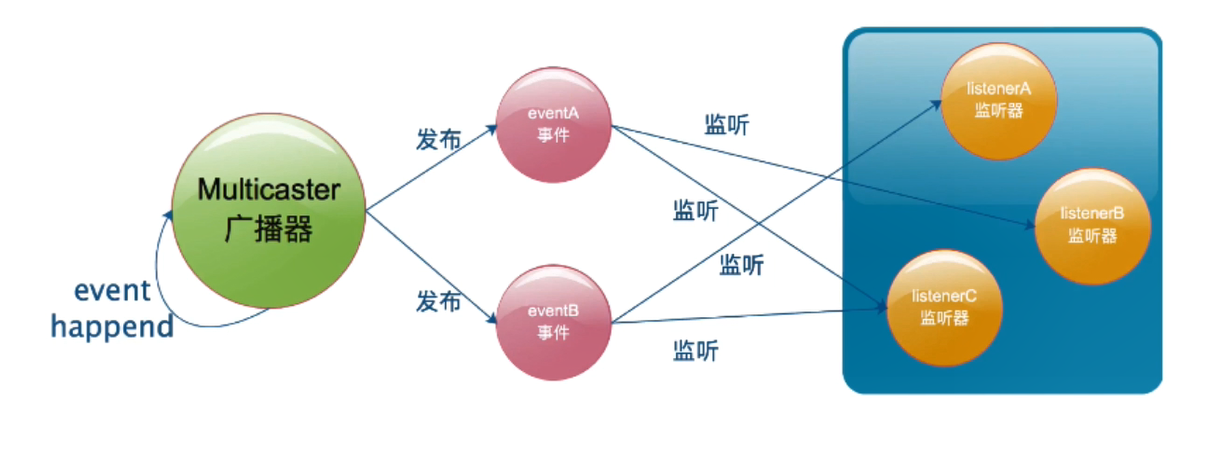 Multicaster
广播器
event
happend
发布
发布
eventA
事件
eventB
事件
监听
监听
监听
监听
listenerA
监听器
listenerB
监听器
listenerC
监听器